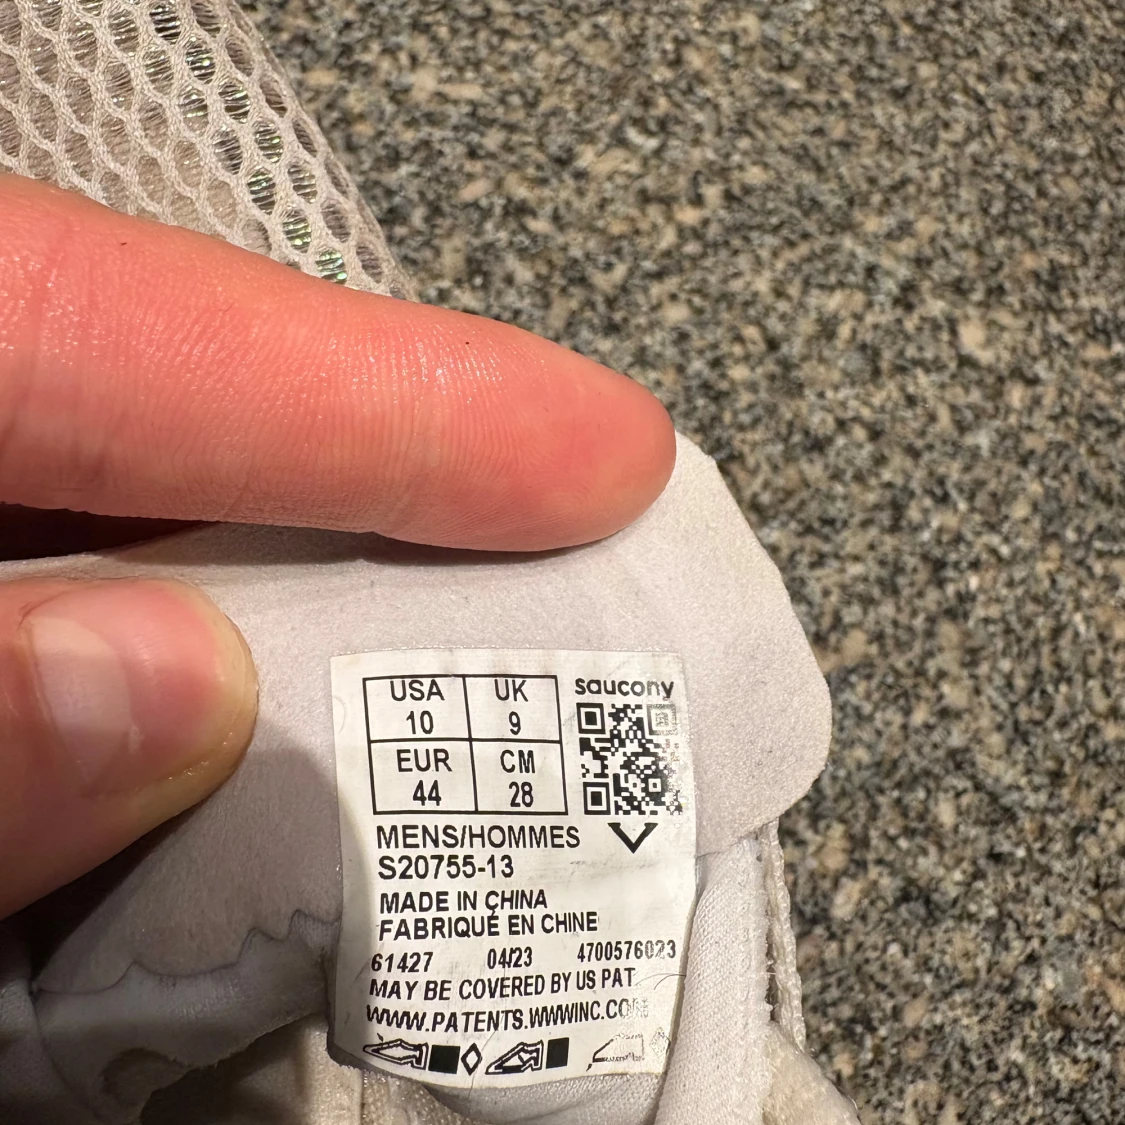 USA UK
10 9
EUR CM
44 28
saucony
MENS/HOMMES
S20755-13
MADE IN CHINA
FABRIQUÉ EN CHINE
61427 04/23 4700576023
MAY BE COVERED BY US PAT
WWW.PATENTS.WWWINC.COM